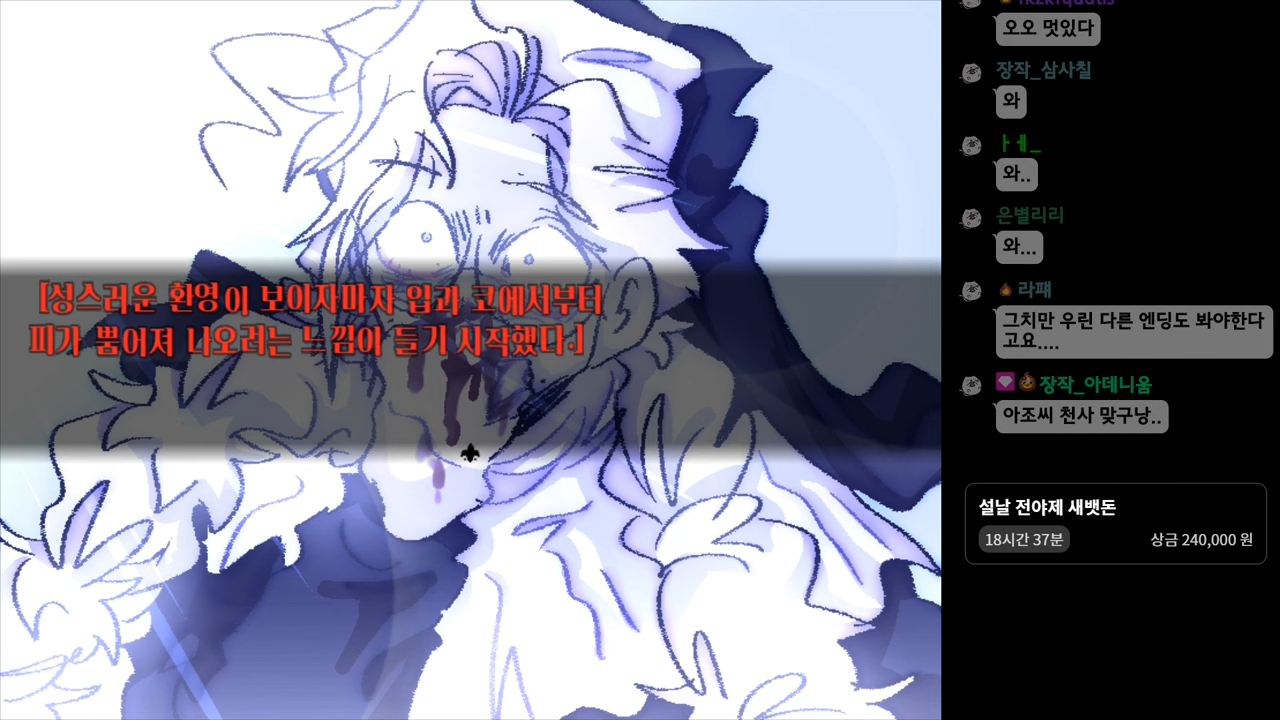 [성스러운 환영이 보이자마자 입과 코에서부터
피가 뿜어져 나오려는 느낌이 들기 시작했다.]
오오 멋있다
장작_삼사칠
와
ㅏㅔ_
와..
은별리리
와...
라패
그치만 우린 다른 엔딩도 봐야한다
고요....
장작_아데니움
아조씨 천사 맞구낭..
설날 전야제 새뱃돈
18시간 37분
상금 240,000 원